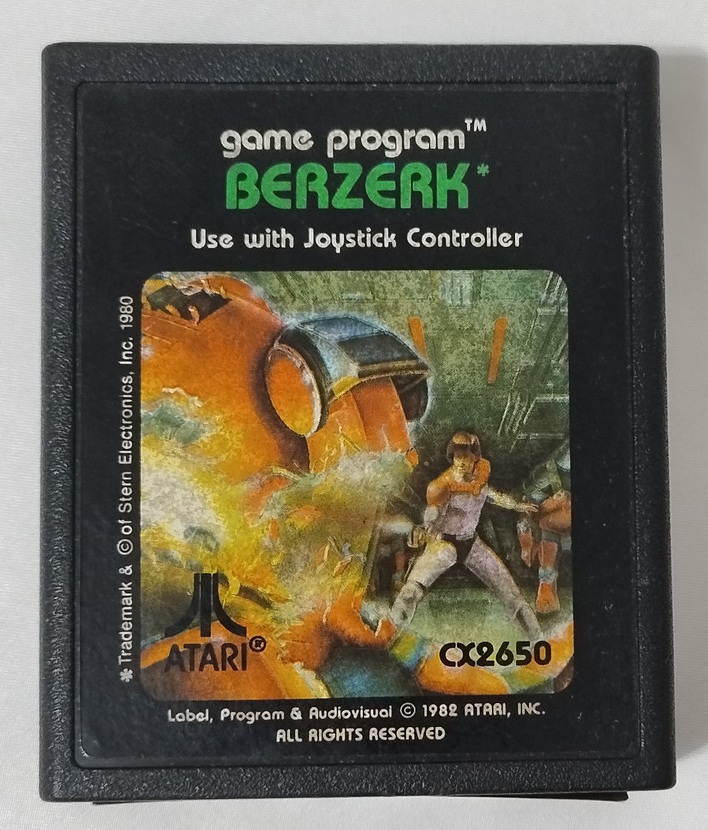 game program™
BERZERK*
Use with Joystick Controller
*Trademark & © of Stern Electronics, Inc. 1980
ATARI®
CX2650
Label, Program & Audiovisual © 1982 ATARI, INC.
ALL RIGHTS RESERVED